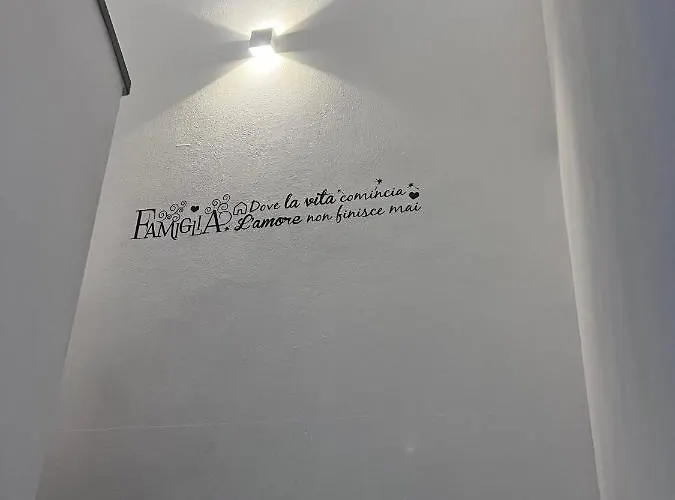 FAMIGLIA
Dove la vita comincia
L'amore non finisce mai